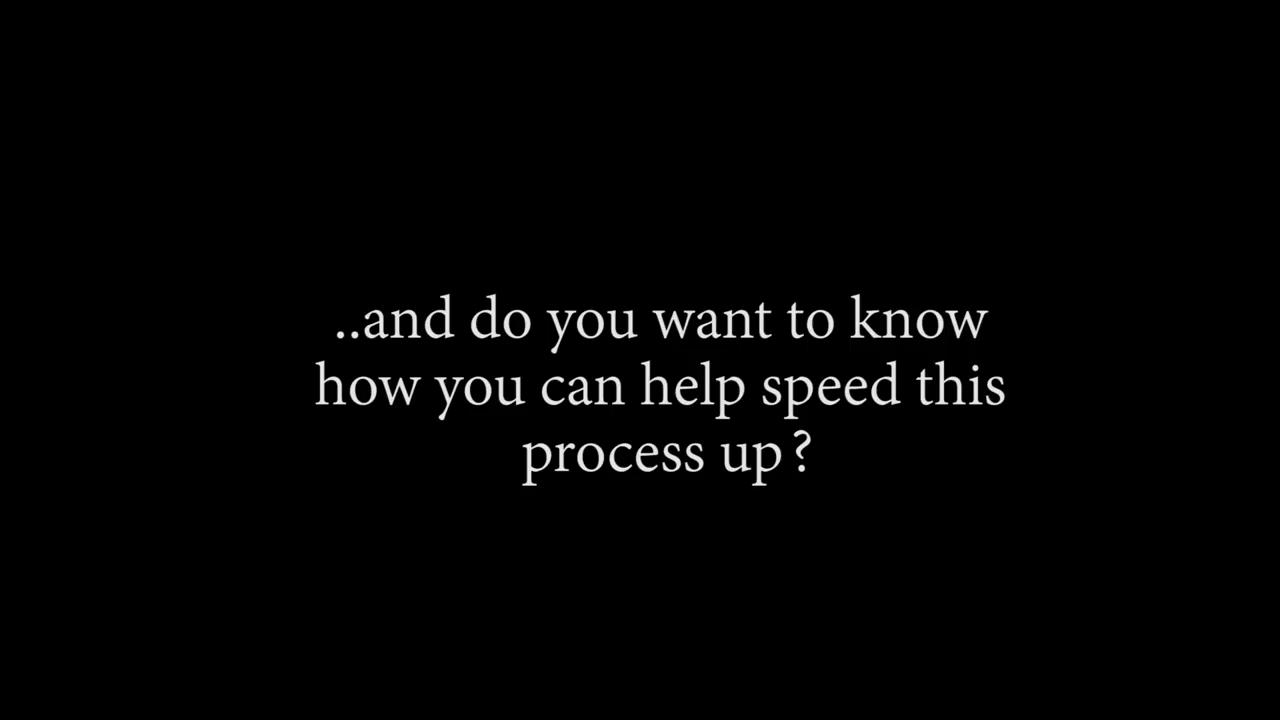 ..and do you want to know
how you can help speed this
process up?